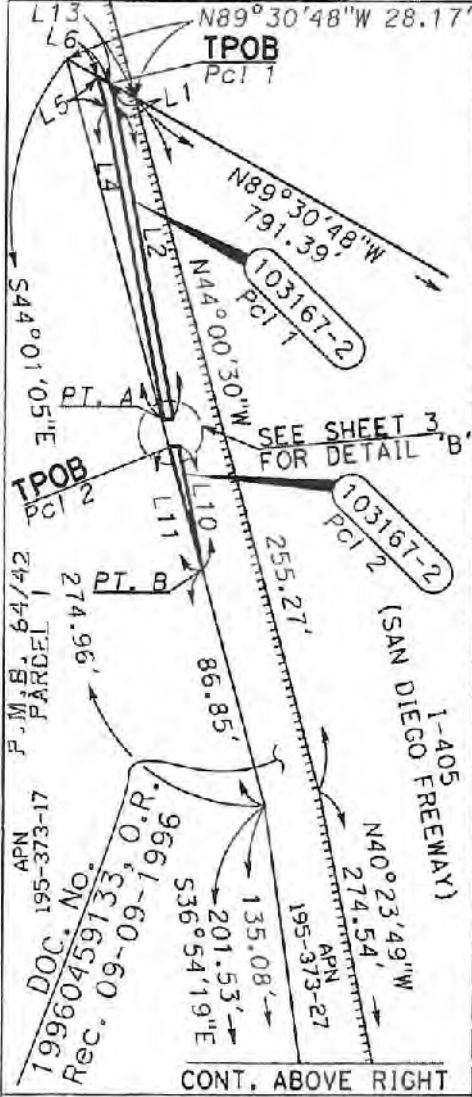 L13
N89°30'48"W 28.17'
L6
TPOB
Pcl 1
L5
L1
L4
L2
N89°30'48"W
791.39'
103167-2
Pcl 1
S44°01'05"E
N44°00'30"W
PT. A
SEE SHEET 3
FOR DETAIL 'B'
TPOB
Pcl 2
L11
L10
103167-2
Pcl 2
PT. B
255.27'
274.96'
P.M.B. 64/42
PARCEL 1
86.85'
I-405
(SAN DIEGO FREEWAY)
APN
195-373-17
DOC. No.
19960459133, O.R.
Rec. 09-09-1996
N40°23'49"W
274.54'
135.08'
201.53'
S36°54'19"E
APN
195-373-27
CONT. ABOVE RIGHT